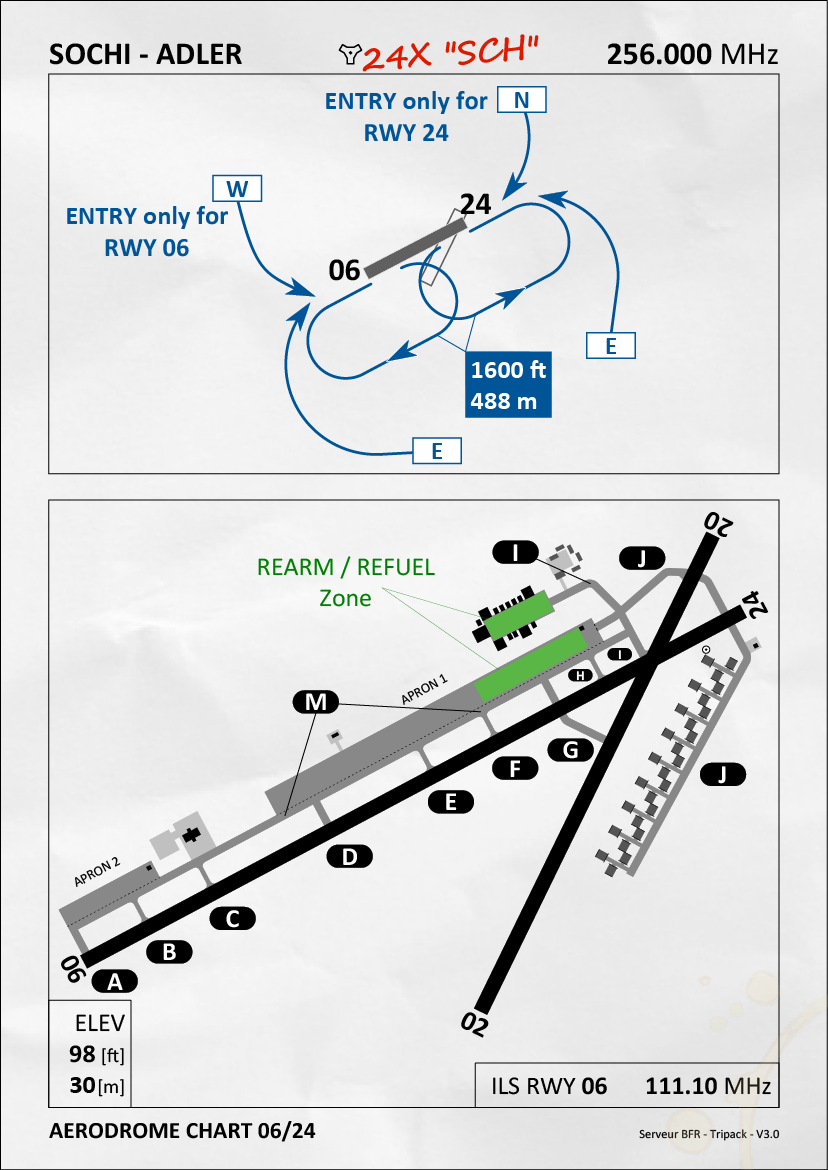 SOCHI - ADLER
24X "SCH"
256.000 MHz
ENTRY only for
RWY 24
N
W
ENTRY only for
RWY 06
24
06
E
1600 ft
488 m
E
20
I
J
REARM / REFUEL
Zone
24
I
H
APRON 1
M
G
F
J
E
D
APRON 2
C
B
06
A
02
ELEV
98 [ft]
30[m]
ILS RWY 06 111.10 MHz
AERODROME CHART 06/24
Serveur BFR - Tripack - V3.0